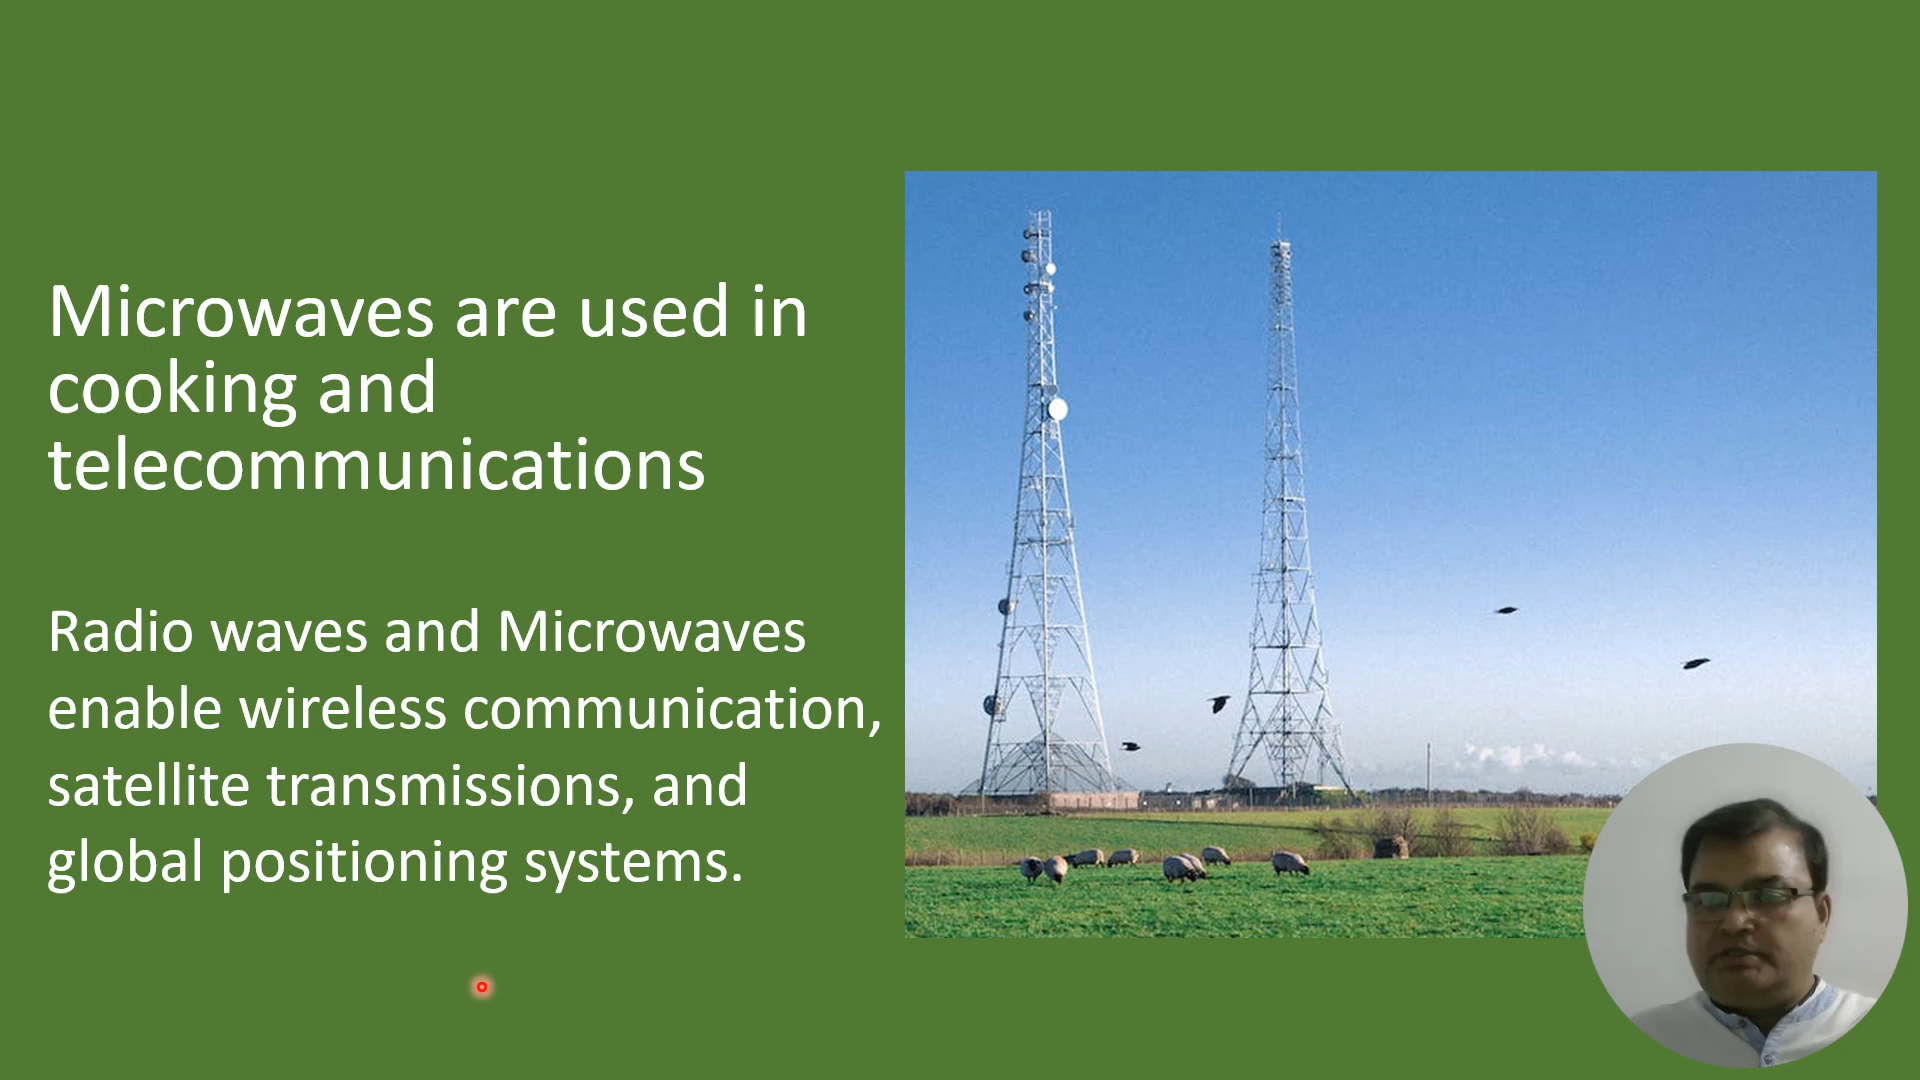 Microwaves are used in
cooking and
telecommunications
Radio waves and Microwaves
enable wireless communication,
satellite transmissions, and
global positioning systems.